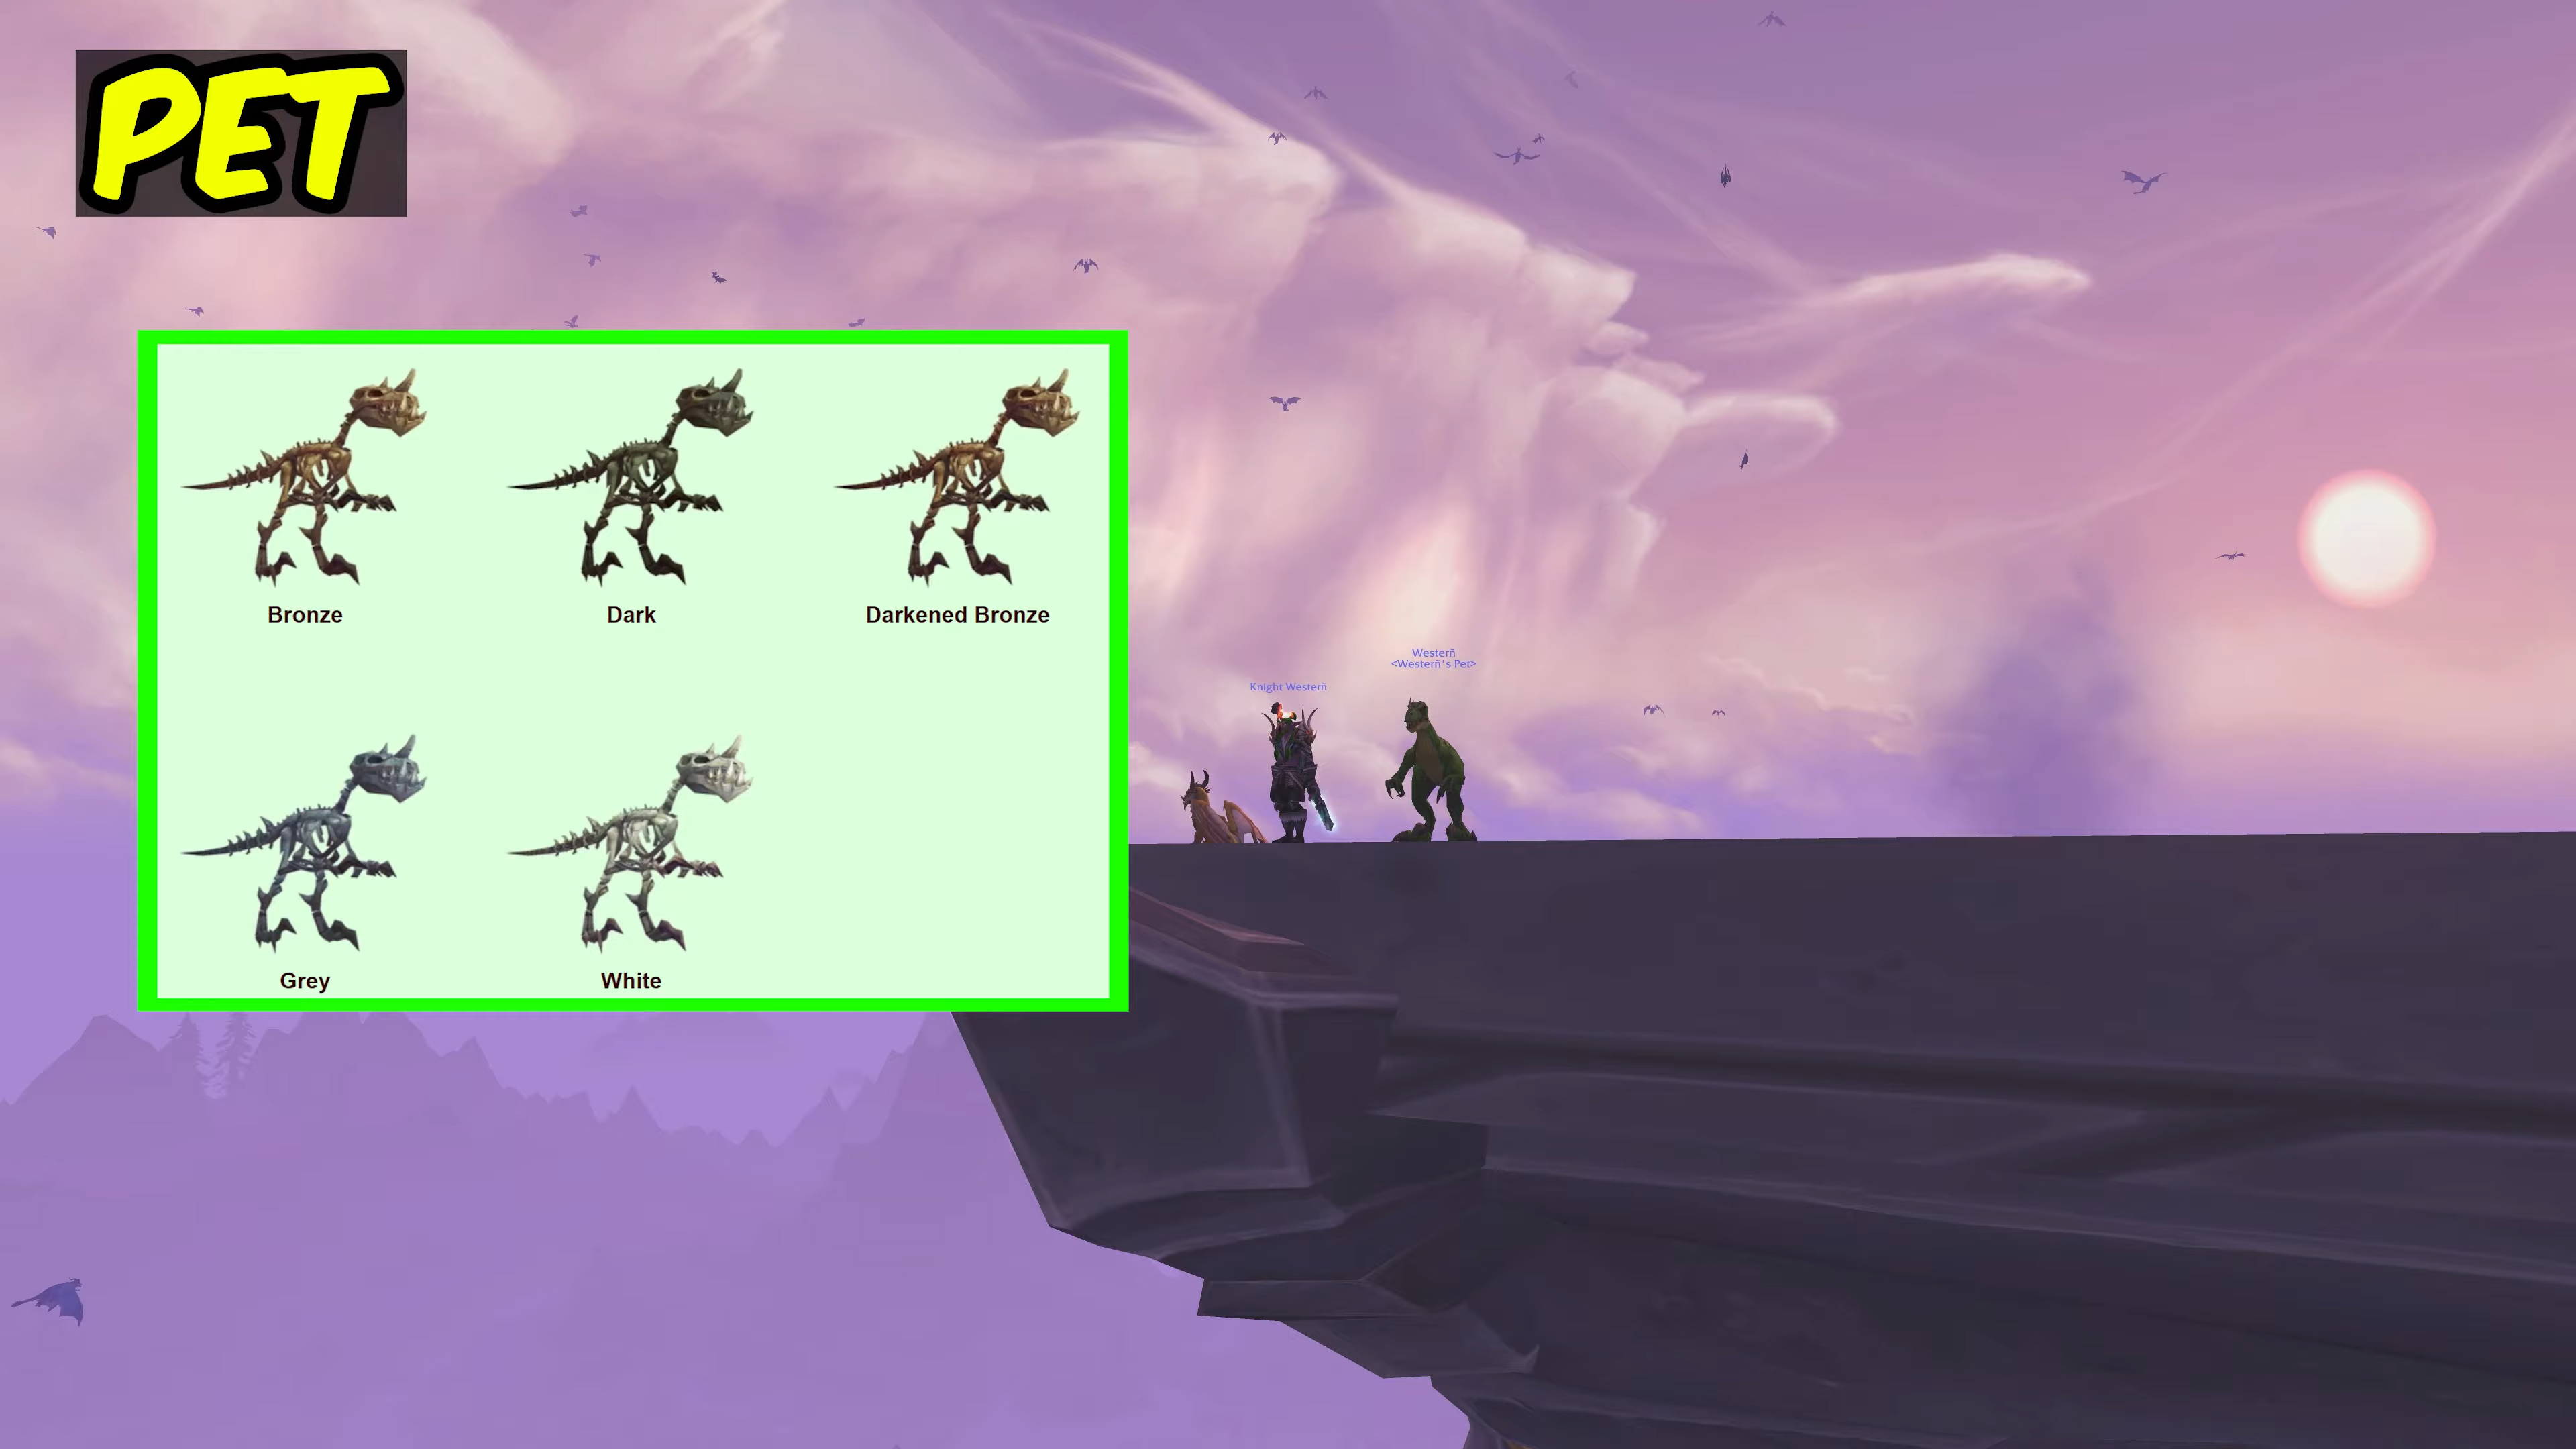 PET
Bronze
Dark
Darkened Bronze
Grey
White
Westerñ
<Westerñ's Pet>
Knight Westerñ